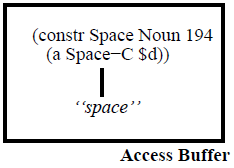 (constr Space Noun 194
(a Space−C $d))
‘‘space’’
Access Buffer